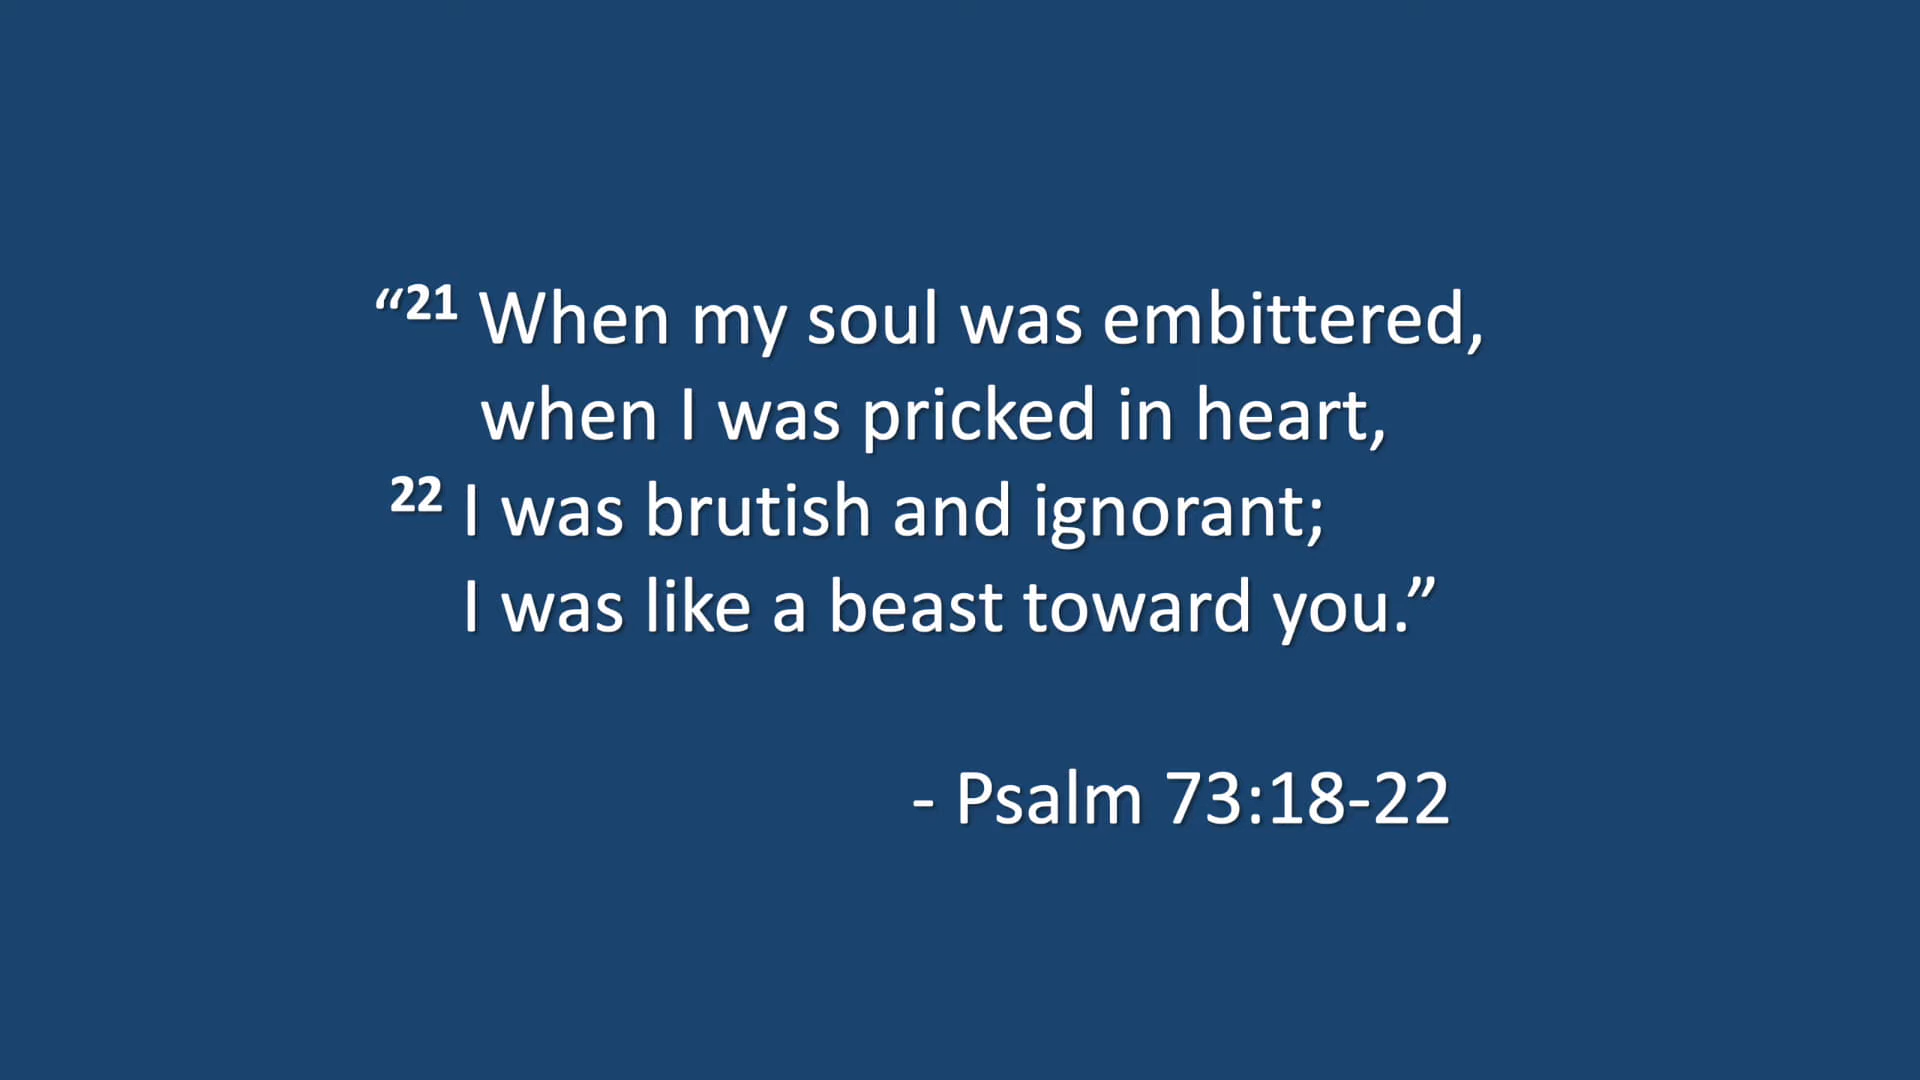 “21 When my soul was embittered,
when I was pricked in heart,
22 I was brutish and ignorant;
I was like a beast toward you.”
- Psalm 73:18-22